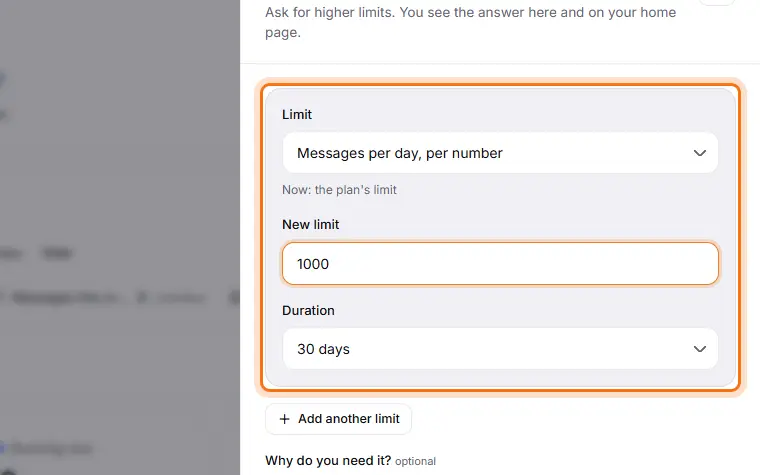 Ask for higher limits. You see the answer here and on your home
page.
Limit
Messages per day, per number
Now: the plan's limit
New limit
1000
Duration
30 days
+ Add another limit
Why do you need it? optional